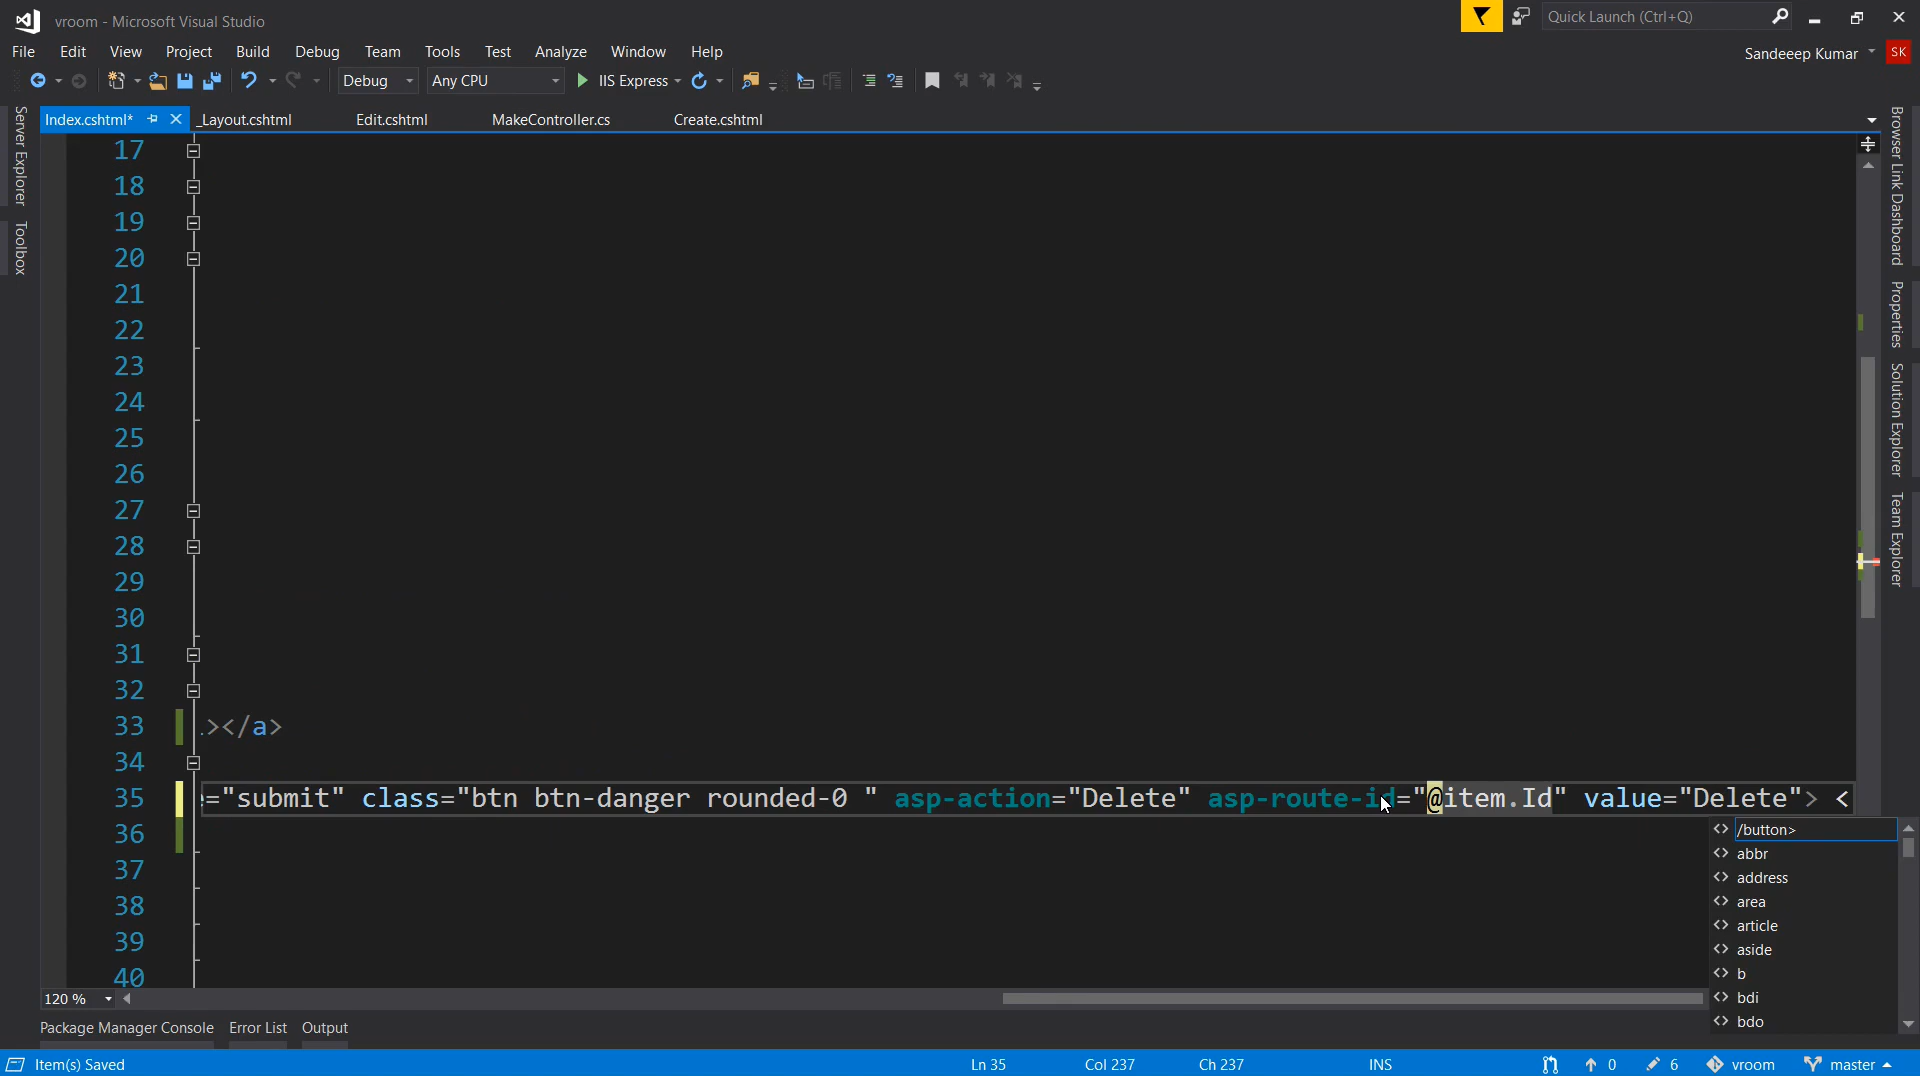 vroom - Microsoft Visual Studio
Quick Launch (Ctrl+Q)
File Edit View Project Build Debug Team Tools Test Analyze Window Help
Sandeeep Kumar SK
Debug Any CPU IIS Express
Index.cshtml* _Layout.cshtml Edit.cshtml MakeController.cs Create.cshtml
Server Explorer
Toolbox
Browser Link Dashboard
Properties
Solution Explorer
Team Explorer
17
18
19
20
21
22
23
24
25
26
27
28
29
30
31
32
33 ></a>
34
35 ="submit" class="btn btn-danger rounded-0 " asp-action="Delete" asp-route-id="@item.Id" value="Delete"> <
36
37
38
39
40
/button>
abbr
address
area
article
aside
b
bdi
bdo
120 %
Package Manager Console Error List Output
Item(s) Saved Ln 35 Col 237 Ch 237 INS 0 6 vroom master